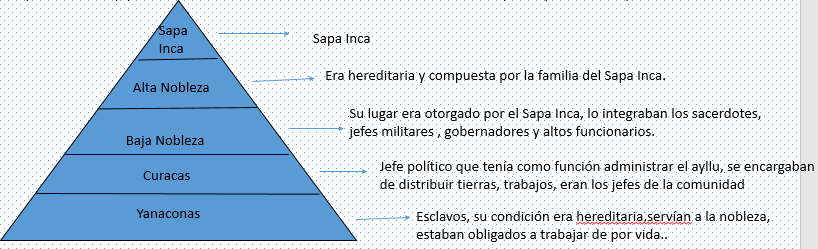 Sapa
Inca
Sapa Inca
Alta Nobleza
Era hereditaria y compuesta por la familia del Sapa Inca.
Baja Nobleza
Su lugar era otorgado por el Sapa Inca, lo integraban los sacerdotes,
jefes militares , gobernadores y altos funcionarios.
Curacas
Jefe político que tenía como función administrar el ayllu, se encargaban
de distribuir tierras, trabajos, eran los jefes de la comunidad
Yanaconas
Esclavos, su condición era hereditaria,servían a la nobleza,
estaban obligados a trabajar de por vida..